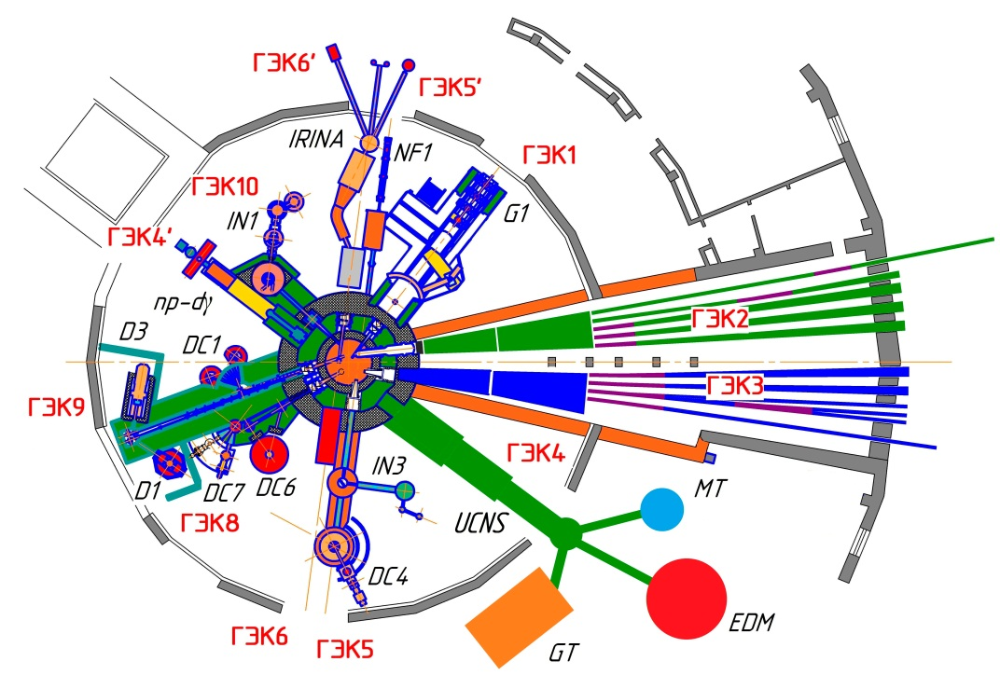 ГЭК6'
ГЭК5'
IRINA
NF1
ГЭК1
ГЭК10
IN1
G1
ГЭК4'
np-dγ
ГЭК2
D3
DC1
ГЭК3
ГЭК9
ГЭК4
IN3
D1
DC7
DC6
MT
ГЭК8
UCNS
DC4
EDM
ГЭК6
ГЭК5
GT